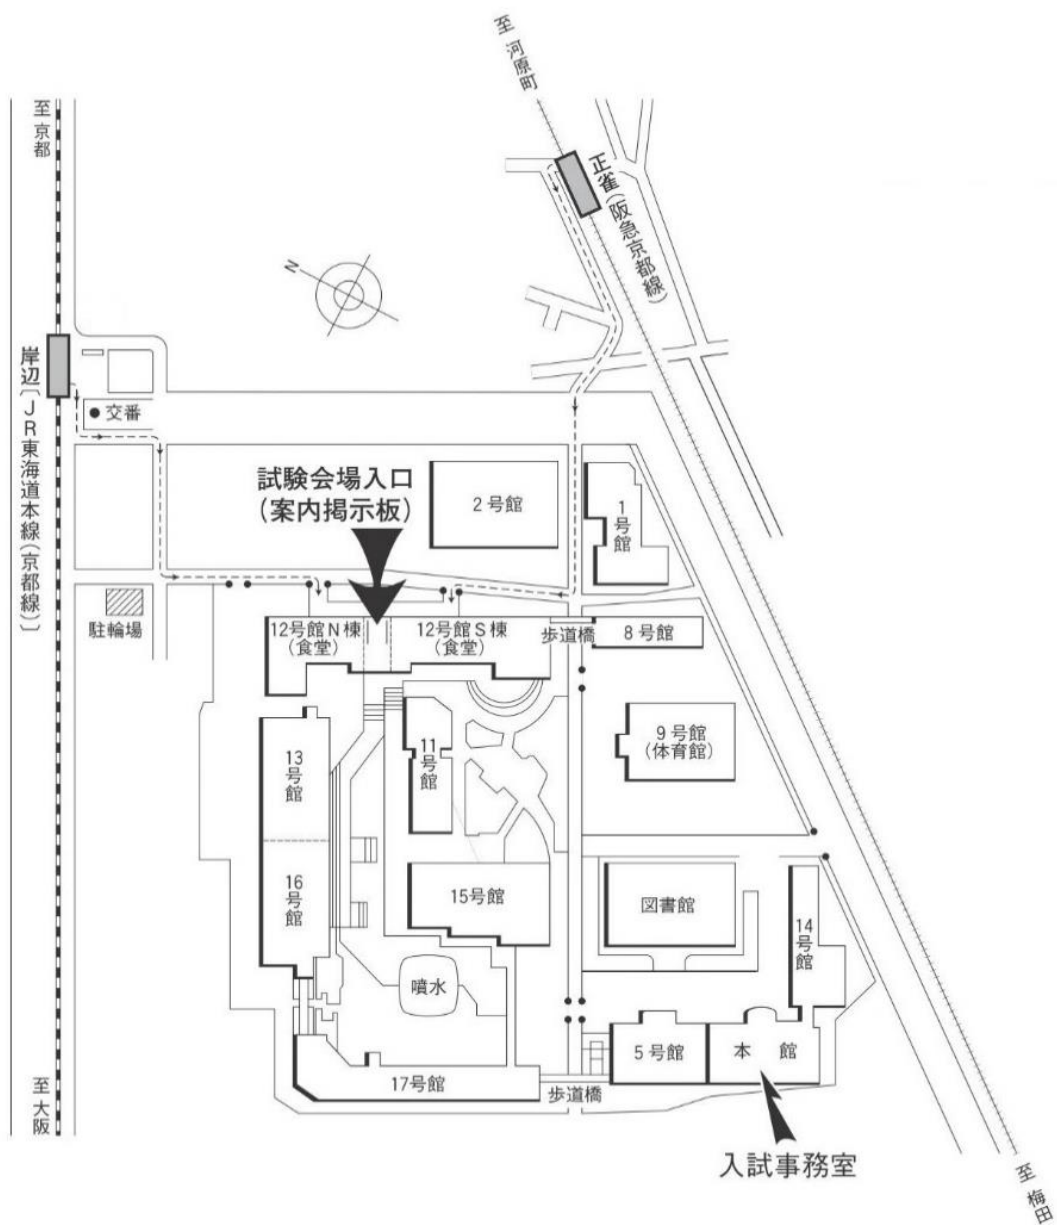 至 河原町
至 京都
正雀(阪急京都線)
N
岸辺〔JR東海道本線(京都線)〕
交番
試験会場入口
(案内掲示板)
2号館
1号館
駐輪場
12号館N棟
(食堂)
12号館S棟
(食堂)
歩道橋
8号館
13号館
11号館
9号館
(体育館)
16号館
15号館
図書館
14号館
噴水
5号館
本 館
17号館
歩道橋
至 大阪
入試事務室
至 梅田